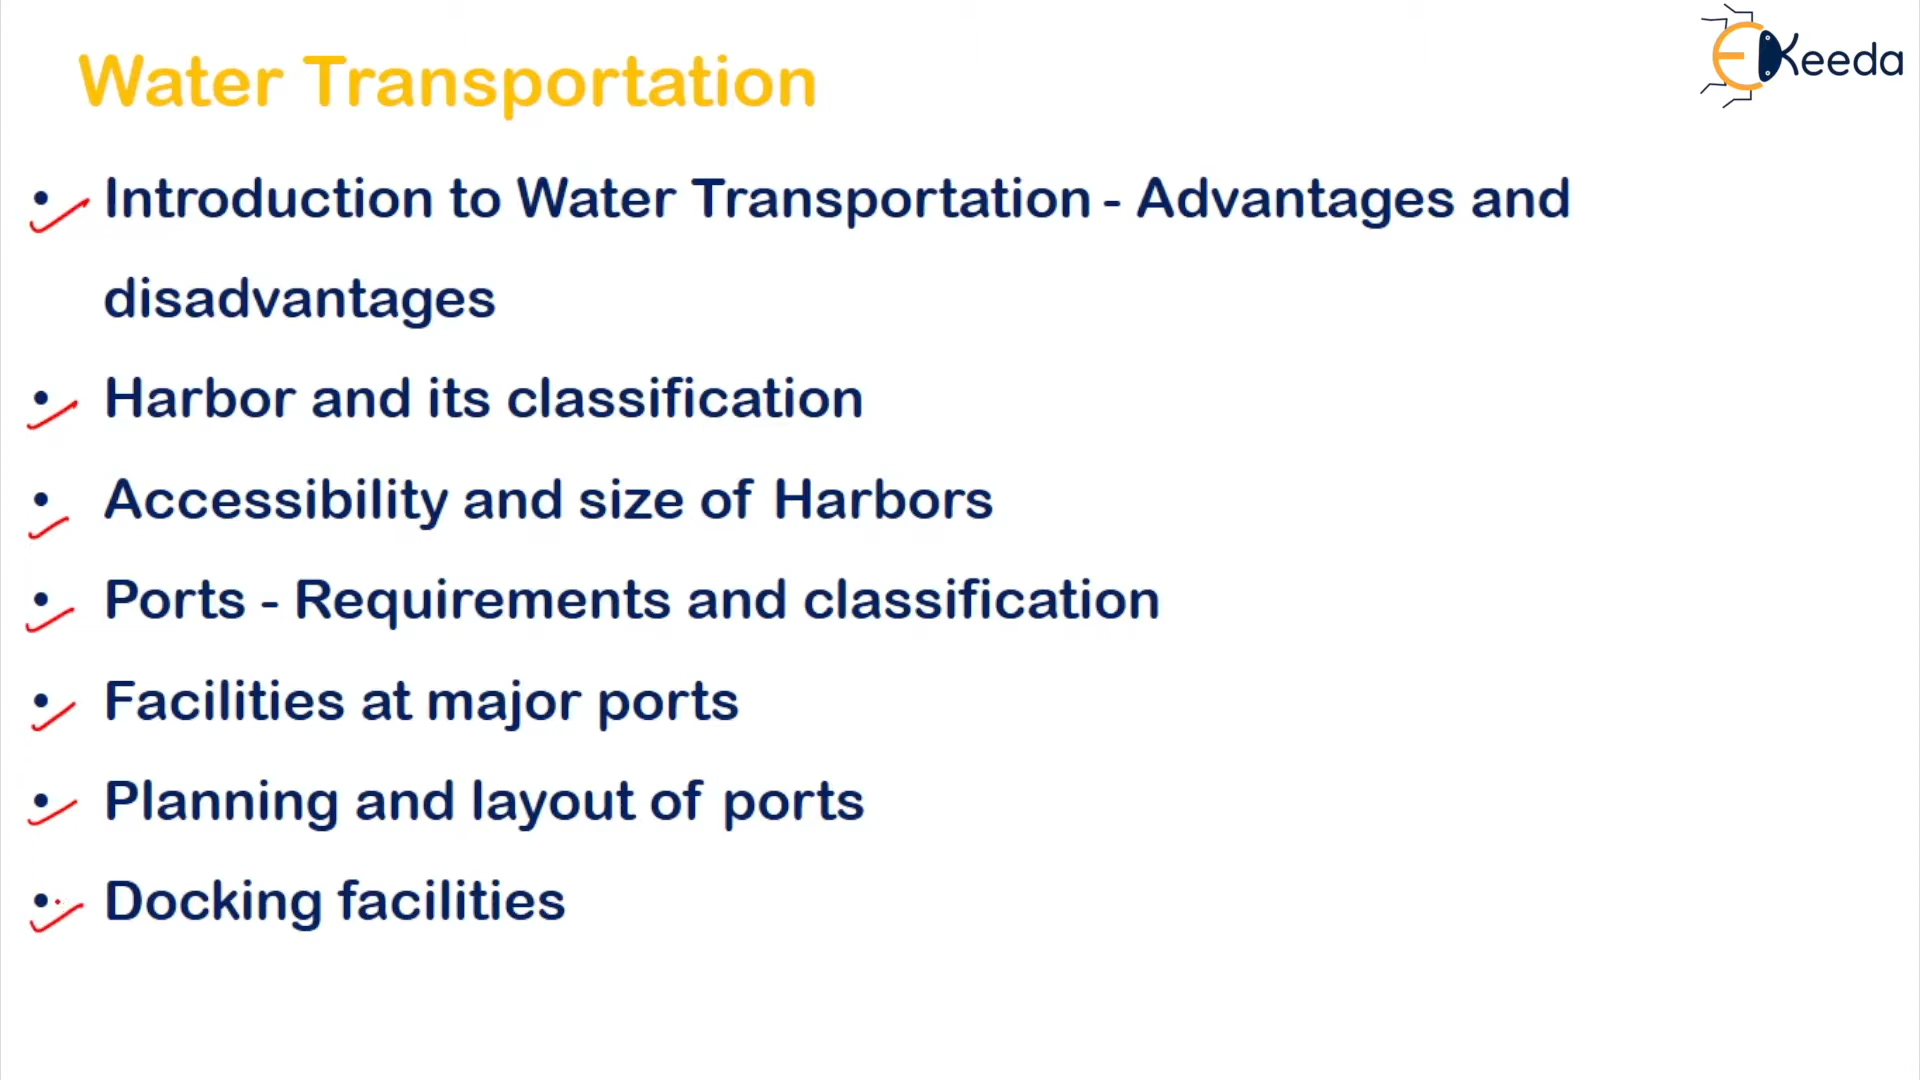 Water Transportation
EKeeda
• Introduction to Water Transportation - Advantages and
disadvantages
• Harbor and its classification
• Accessibility and size of Harbors
• Ports - Requirements and classification
• Facilities at major ports
• Planning and layout of ports
• Docking facilities